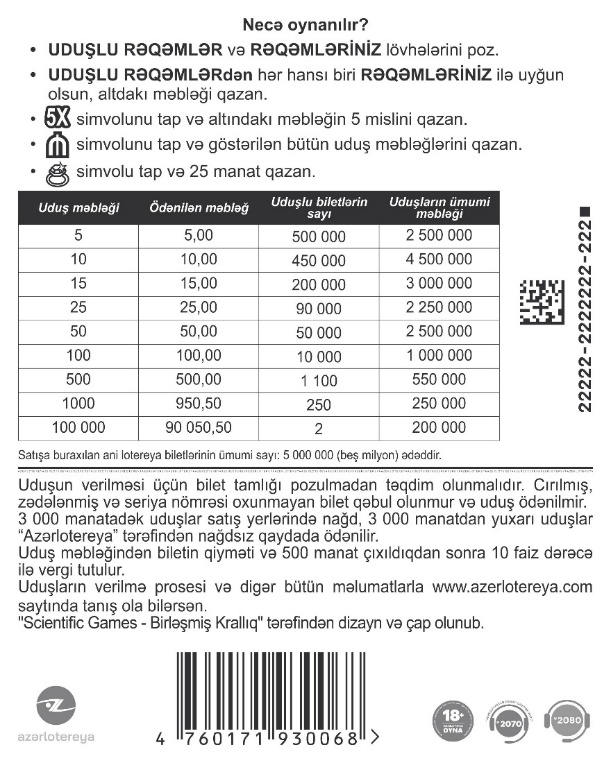 Necə oynanılır?
• UDUŞLU RƏQƏMLƏR və RƏQƏMLƏRİNİZ lövhələrini poz.
• UDUŞLU RƏQƏMLƏRdən hər hansı biri RƏQƏMLƏRİNİZ ilə uyğun
olsun, altdakı məbləği qazan.
• 5X simvolunu tap və altındakı məbləğin 5 mislini qazan.
• simvolunu tap və göstərilən bütün uduş məbləğlərini qazan.
• simvolu tap və 25 manat qazan.
Uduş məbləği Ödənilən məbləğ Uduşlu biletlərin sayı Uduşların ümumi məbləği
5 5,00 500 000 2 500 000
10 10,00 450 000 4 500 000
15 15,00 200 000 3 000 000
25 25,00 90 000 2 250 000
50 50,00 50 000 2 500 000
100 100,00 10 000 1 000 000
500 500,00 1 100 550 000
1000 950,50 250 250 000
100 000 90 050,50 2 200 000
22222-2222222-222
Satışa buraxılan ani lotereya biletlərinin ümumi sayı: 5 000 000 (beş milyon) ədəddir.
Uduşun verilməsi üçün bilet tamlığı pozulmadan təqdim olunmalıdır. Cırılmış,
zədələnmiş və seriya nömrəsi oxunmayan bilet qəbul olunmur və uduş ödənilmir.
3 000 manatadək uduşlar satış yerlərində nağd, 3 000 manatdan yuxarı uduşlar
“Azərlotereya” tərəfindən nağdsız qaydada ödənilir.
Uduş məbləğindən biletin qiyməti və 500 manat çıxıldıqdan sonra 10 faiz dərəcə
ilə vergi tutulur.
Uduşların verilmə prosesi və digər bütün məlumatlarla www.azerlotereya.com
saytında tanış ola bilərsən.
"Scientific Games - Birləşmiş Krallıq" tərəfindən dizayn və çap olunub.
azərlotereya
4 760171 930068 >
18+
OYNA
*2070
*2080